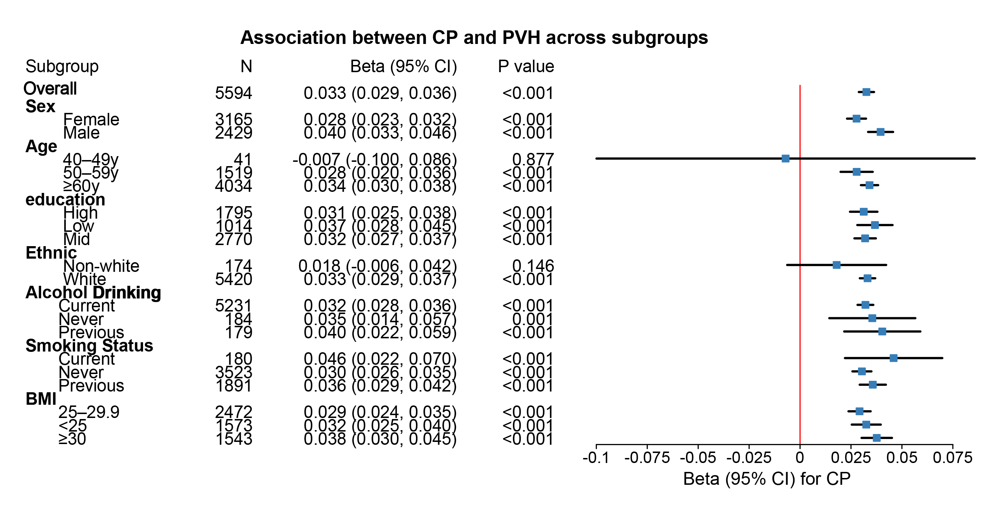 Association between CP and PVH across subgroups
Subgroup N Beta (95% CI) P value
Overall 5594 0.033 (0.029, 0.036) <0.001
Sex
Female 3165 0.028 (0.023, 0.032) <0.001
Male 2429 0.040 (0.033, 0.046) <0.001
Age
40–49y 41 -0.007 (-0.100, 0.086) 0.877
50–59y 1519 0.028 (0.020, 0.036) <0.001
≥60y 4034 0.034 (0.030, 0.038) <0.001
education
High 1795 0.031 (0.025, 0.038) <0.001
Low 1014 0.037 (0.028, 0.045) <0.001
Mid 2770 0.032 (0.027, 0.037) <0.001
Ethnic
Non-white 174 0.018 (-0.006, 0.042) 0.146
White 5420 0.033 (0.029, 0.037) <0.001
Alcohol Drinking
Current 5231 0.032 (0.028, 0.036) <0.001
Never 184 0.035 (0.014, 0.057) 0.001
Previous 179 0.040 (0.022, 0.059) <0.001
Smoking Status
Current 180 0.046 (0.022, 0.070) <0.001
Never 3523 0.030 (0.026, 0.035) <0.001
Previous 1891 0.036 (0.029, 0.042) <0.001
BMI
25–29.9 2472 0.029 (0.024, 0.035) <0.001
<25 1573 0.032 (0.025, 0.040) <0.001
≥30 1543 0.038 (0.030, 0.045) <0.001
-0.1 -0.075 -0.05 -0.025 0 0.025 0.05 0.075
Beta (95% CI) for CP